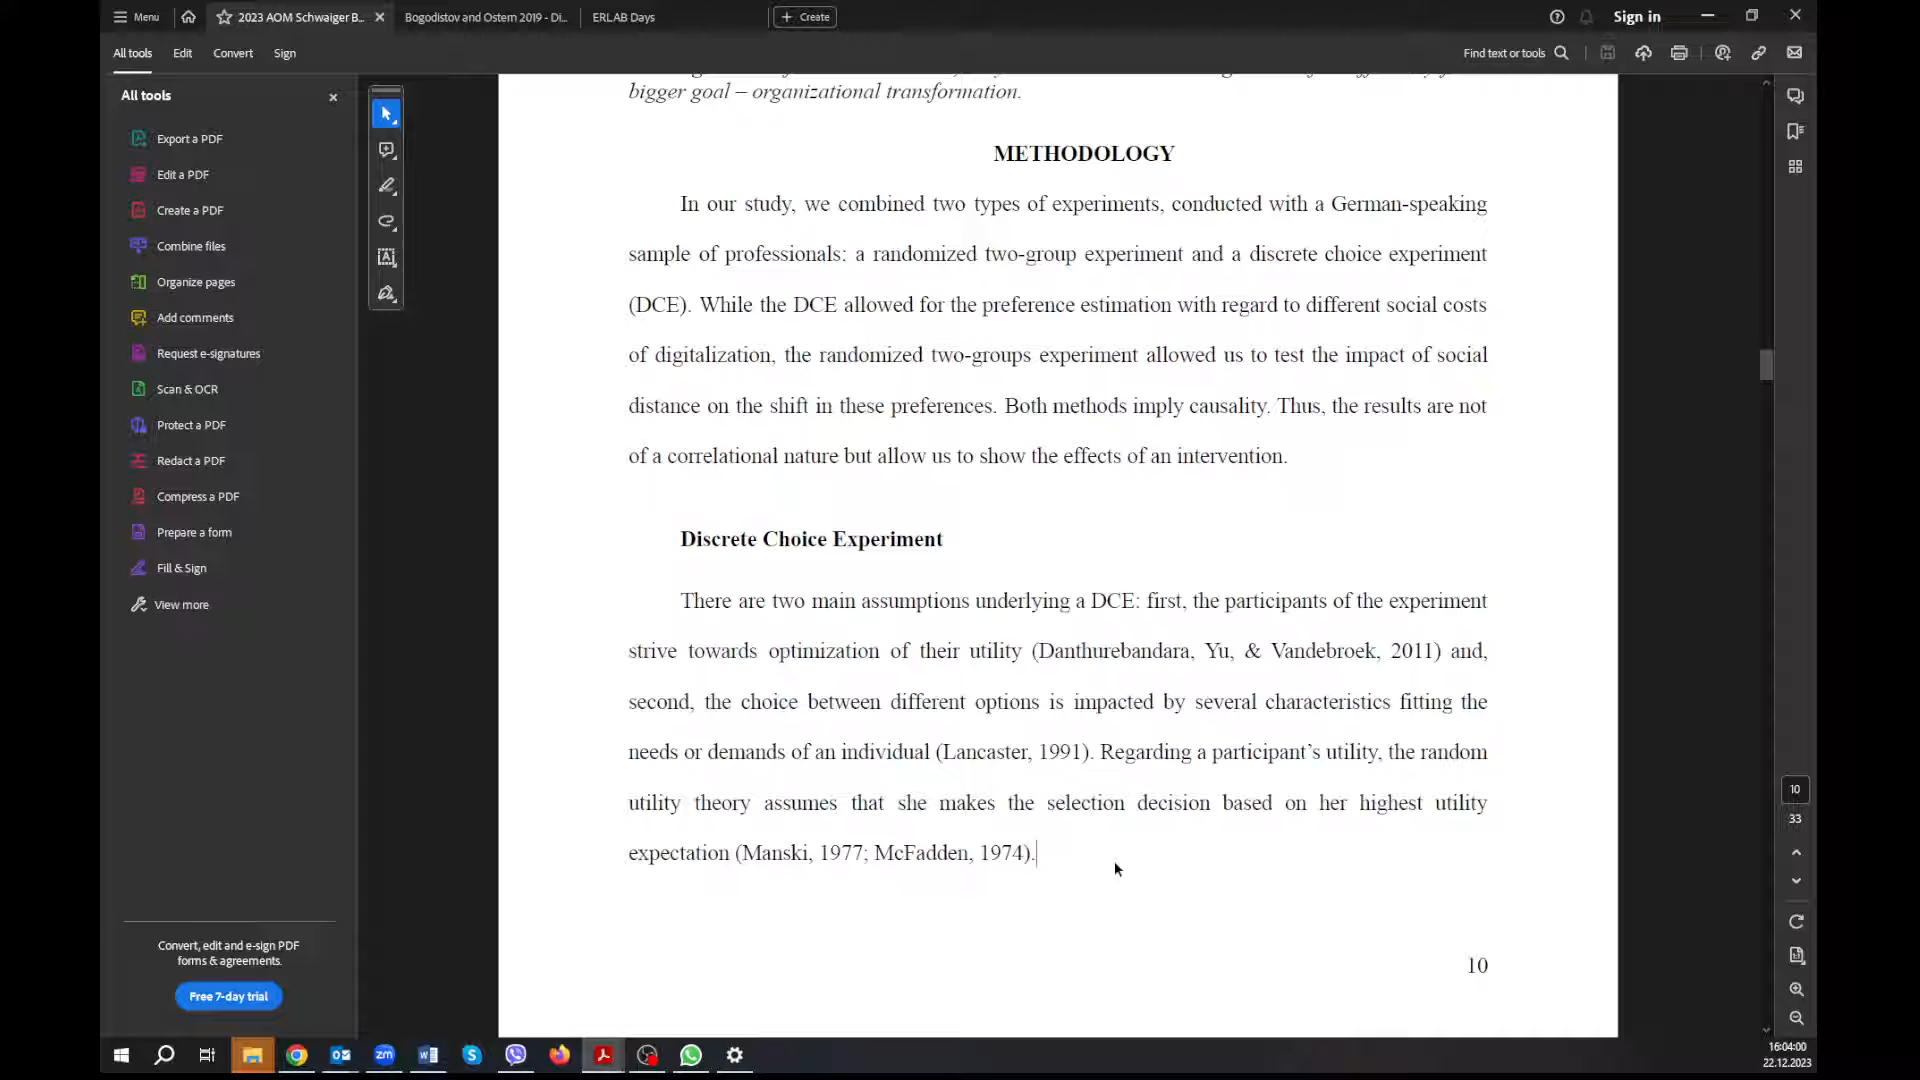 Menu
2023 AOM Schwaiger B...
Bogodistov and Ostern 2019 - Di...
ERLAB Days
Create
Sign in
All tools
Edit
Convert
Sign
Find text or tools
All tools
Export a PDF
Edit a PDF
Create a PDF
Combine files
Organize pages
Add comments
Request e-signatures
Scan & OCR
Protect a PDF
Redact a PDF
Compress a PDF
Prepare a form
Fill & Sign
View more
Convert, edit and e-sign PDF
forms & agreements.
Free 7-day trial
bigger goal – organizational transformation.
METHODOLOGY
In our study, we combined two types of experiments, conducted with a German-speaking
sample of professionals: a randomized two-group experiment and a discrete choice experiment
(DCE). While the DCE allowed for the preference estimation with regard to different social costs
of digitalization, the randomized two-groups experiment allowed us to test the impact of social
distance on the shift in these preferences. Both methods imply causality. Thus, the results are not
of a correlational nature but allow us to show the effects of an intervention.
Discrete Choice Experiment
There are two main assumptions underlying a DCE: first, the participants of the experiment
strive towards optimization of their utility (Danthurebandara, Yu, & Vandebroek, 2011) and,
second, the choice between different options is impacted by several characteristics fitting the
needs or demands of an individual (Lancaster, 1991). Regarding a participant’s utility, the random
utility theory assumes that she makes the selection decision based on her highest utility
expectation (Manski, 1977; McFadden, 1974).
10
10
33
16:04:00
22.12.2023